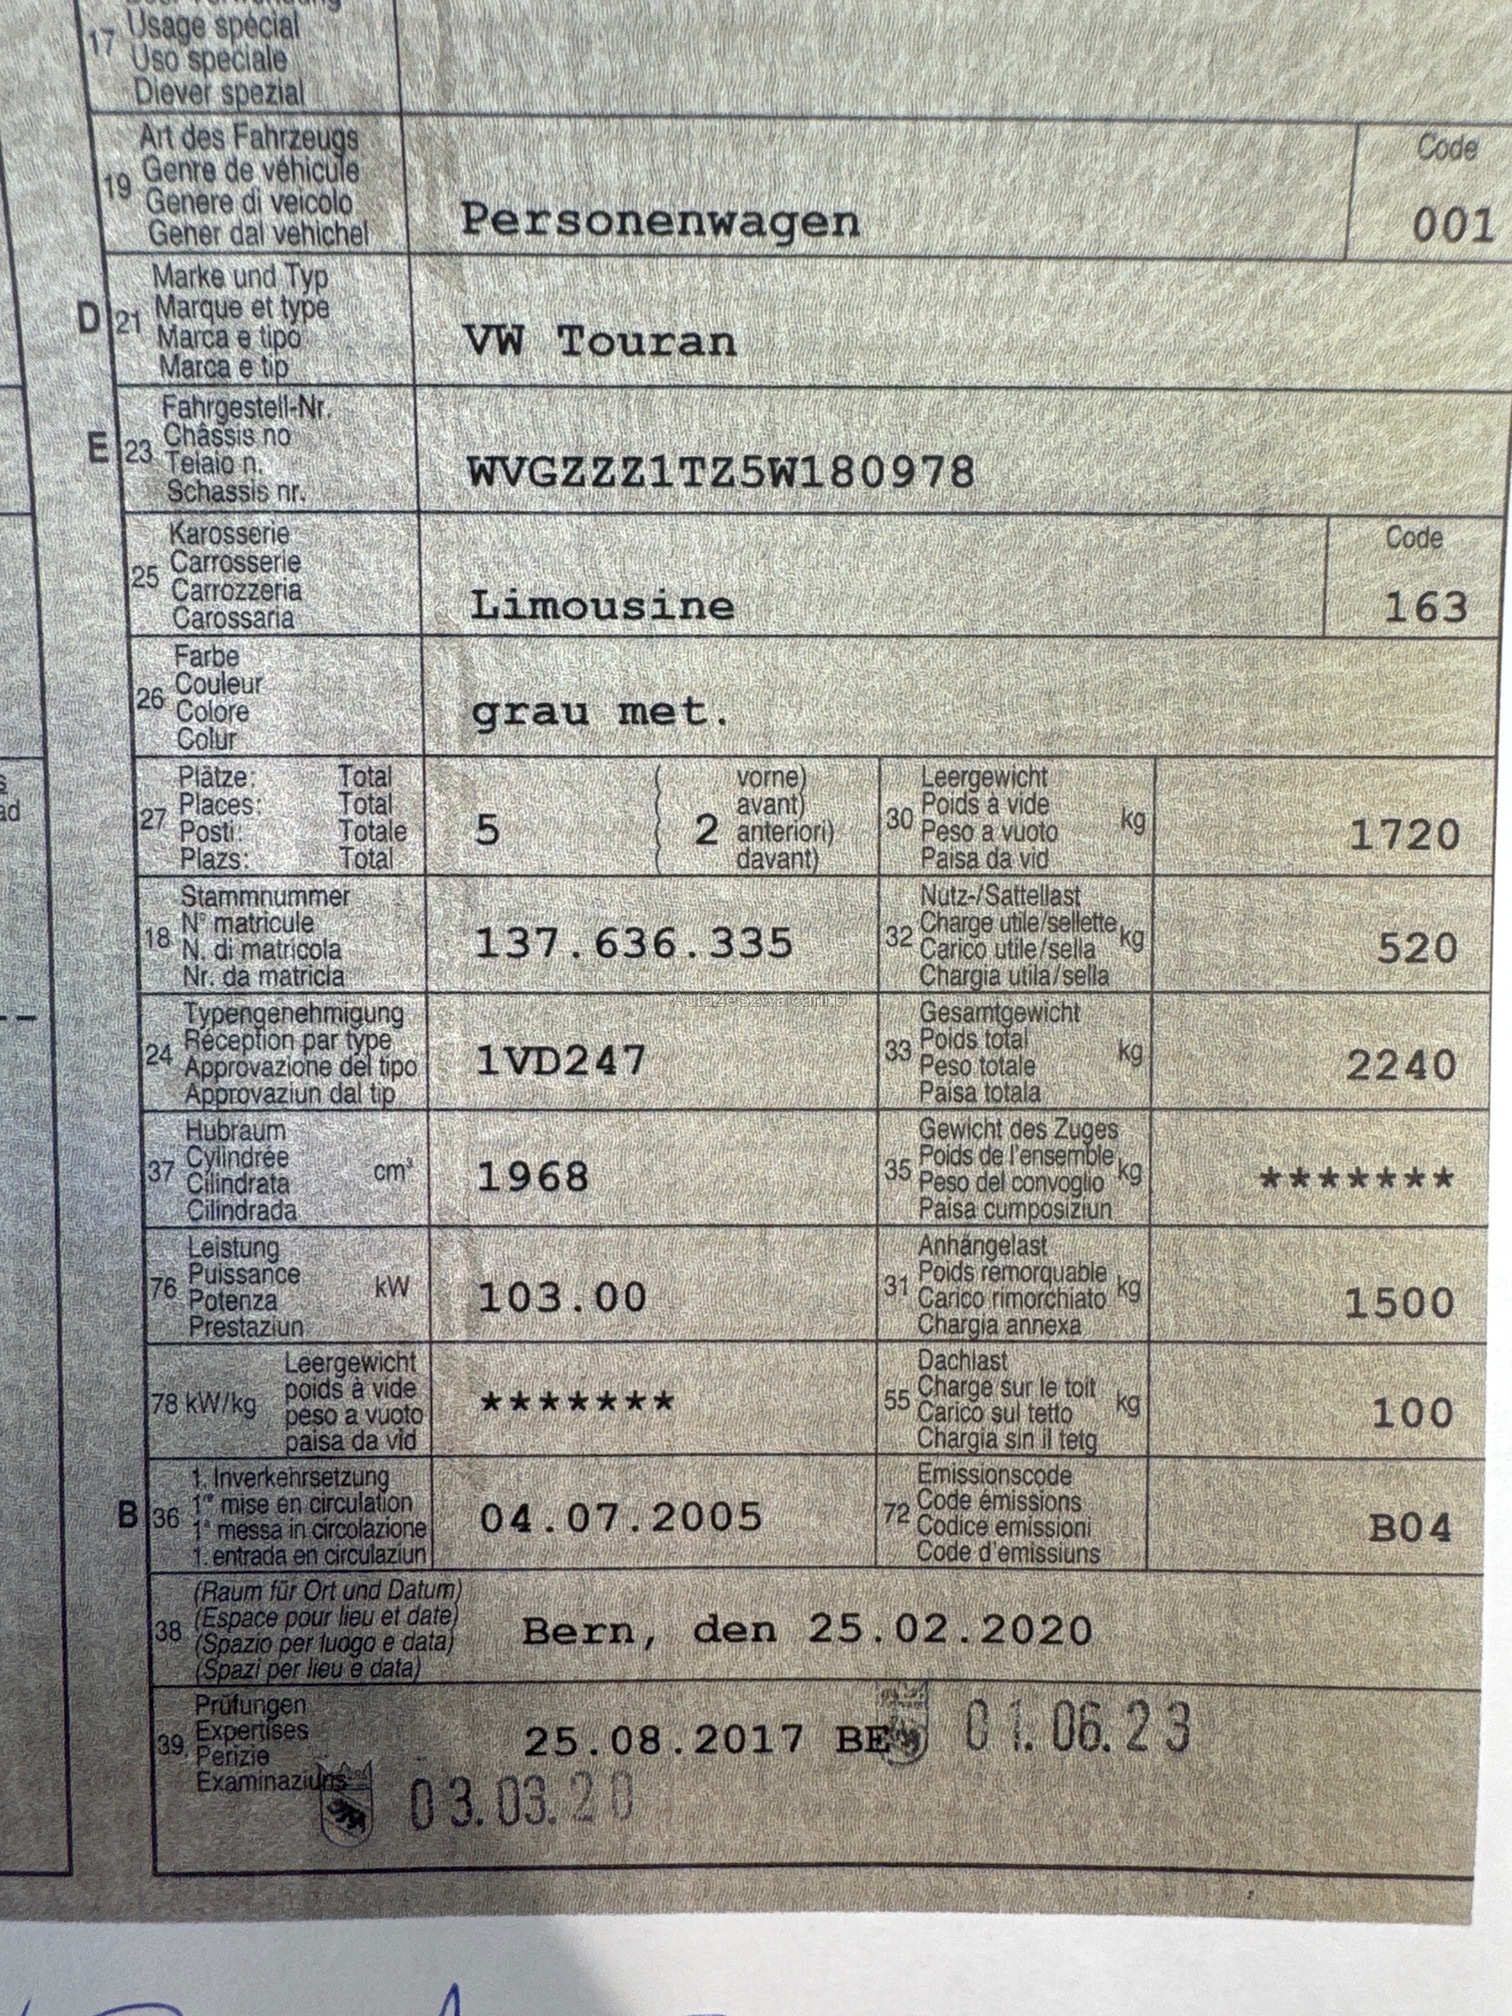 17 Usage spécial
Uso speciale
Diever spezial
19 Art des Fahrzeugs
Genre de véhicule
Genere di veicolo
Gener dal vehichel
Personenwagen
Code
001
D 21 Marke und Typ
Marque et type
Marca e tipo
Marca e tip
VW Touran
E 23 Fahrgestell-Nr.
Châssis no
Telaio n.
Schassis nr.
WVGZZZ1TZ5W180978
25 Karosserie
Carrosserie
Carrozzeria
Carossaria
Limousine
Code
163
26 Farbe
Couleur
Colore
Colur
grau met.
27 Plätze: Total
Places: Total
Posti: Totale
Plazs: Total
5
( vorne)
( 2 avant)
( anteriori)
( davant)
30 Leergewicht
Poids à vide kg
Peso a vuoto
Paisa da vid
1720
18 Stammnummer
N° matricule
N. di matricola
Nr. da matricla
137.636.335
32 Nutz-/Sattellast
Charge utile/sellette kg
Carico utile/sella
Chargia utila/sella
520
AutaZeSzwajcarii.pl
24 Typengenehmigung
Réception par type
Approvazione del tipo
Approvaziun dal tip
1VD247
33 Gesamtgewicht
Poids total kg
Peso totale
Paisa totala
2240
37 Hubraum
Cylindrée cm³
Cilindrata
Cilindrada
1968
35 Gewicht des Zuges
Poids de l'ensemble kg
Peso del convoglio
Paisa cumposiziun
*******
76 Leistung
Puissance kW
Potenza
Prestaziun
103.00
31 Anhängelast
Poids remorquable kg
Carico rimorchiato
Chargia annexa
1500
78 kW/kg Leergewicht
poids à vide
peso a vuoto
paisa da vid
*******
55 Dachlast
Charge sur le toit kg
Carico sul tetto
Chargia sin il tetg
100
B 36 1. Inverkehrsetzung
1re mise en circulation
1a messa in circolazione
1. entrada en circulaziun
04.07.2005
72 Emissionscode
Code émissions
Codice emissioni
Code d'emissiuns
B04
38 (Raum für Ort und Datum)
(Espace pour lieu et date)
(Spazio per luogo e data)
(Spazi per lieu e data)
Bern, den 25.02.2020
39 Prüfungen
Expertises
Perizie
Examinaziuns
25.08.2017 BE
01.06.23
03.03.20